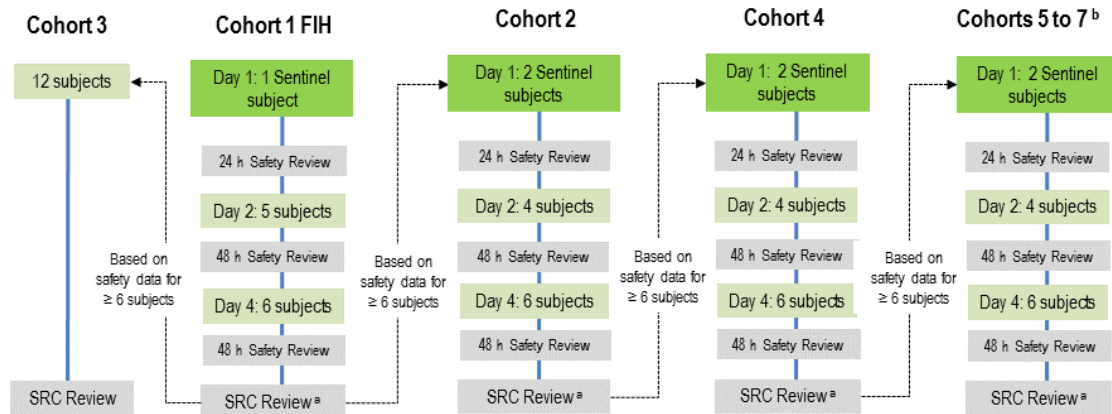 Cohort 3
12 subjects
SRC Review
Based on
safety data for
≥ 6 subjects
Cohort 1 FIH
Day 1: 1 Sentinel
subject
24 h Safety Review
Day 2: 5 subjects
48 h Safety Review
Day 4: 6 subjects
48 h Safety Review
SRC Review a
Based on
safety data for
≥ 6 subjects
Cohort 2
Day 1: 2 Sentinel
subjects
24 h Safety Review
Day 2: 4 subjects
48 h Safety Review
Day 4: 6 subjects
48 h Safety Review
SRC Review a
Based on
safety data for
≥ 6 subjects
Cohort 4
Day 1: 2 Sentinel
subjects
24 h Safety Review
Day 2: 4 subjects
48 h Safety Review
Day 4: 6 subjects
48 h Safety Review
SRC Review a
Based on
safety data for
≥ 6 subjects
Cohorts 5 to 7 b
Day 1: 2 Sentinel
subjects
24 h Safety Review
Day 2: 4 subjects
48 h Safety Review
Day 4: 6 subjects
48 h Safety Review
SRC Review a